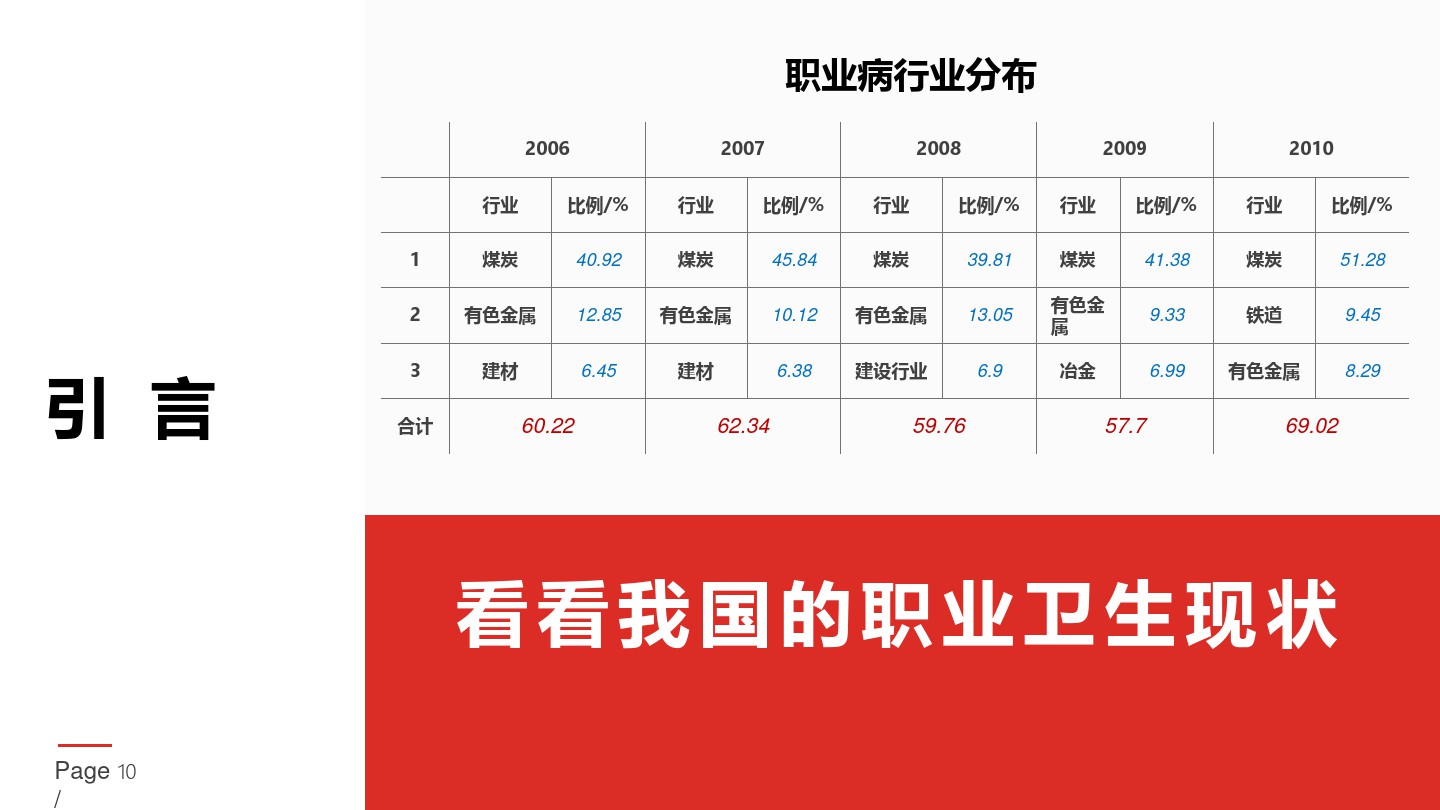 职业病行业分布
2006 2007 2008 2009 2010
行业 比例/% 行业 比例/% 行业 比例/% 行业 比例/% 行业 比例/%
1 煤炭 40.92 煤炭 45.84 煤炭 39.81 煤炭 41.38 煤炭 51.28
2 有色金属 12.85 有色金属 10.12 有色金属 13.05 有色金属 9.33 铁道 9.45
3 建材 6.45 建材 6.38 建设行业 6.9 冶金 6.99 有色金属 8.29
合计 60.22 62.34 59.76 57.7 69.02
引 言
看看我国的职业卫生现状
Page 10
/